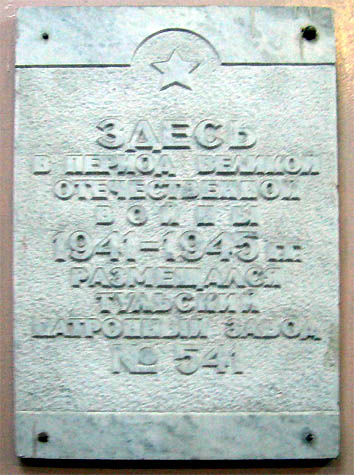 ЗДЕСЬ
В ПЕРИОД ВЕЛИКОЙ
ОТЕЧЕСТВЕННОЙ
ВОЙНЫ
1941-1945 гг.
РАЗМЕЩАЛСЯ
ТУЛЬСКИЙ
ПАТРОННЫЙ ЗАВОД
№ 541